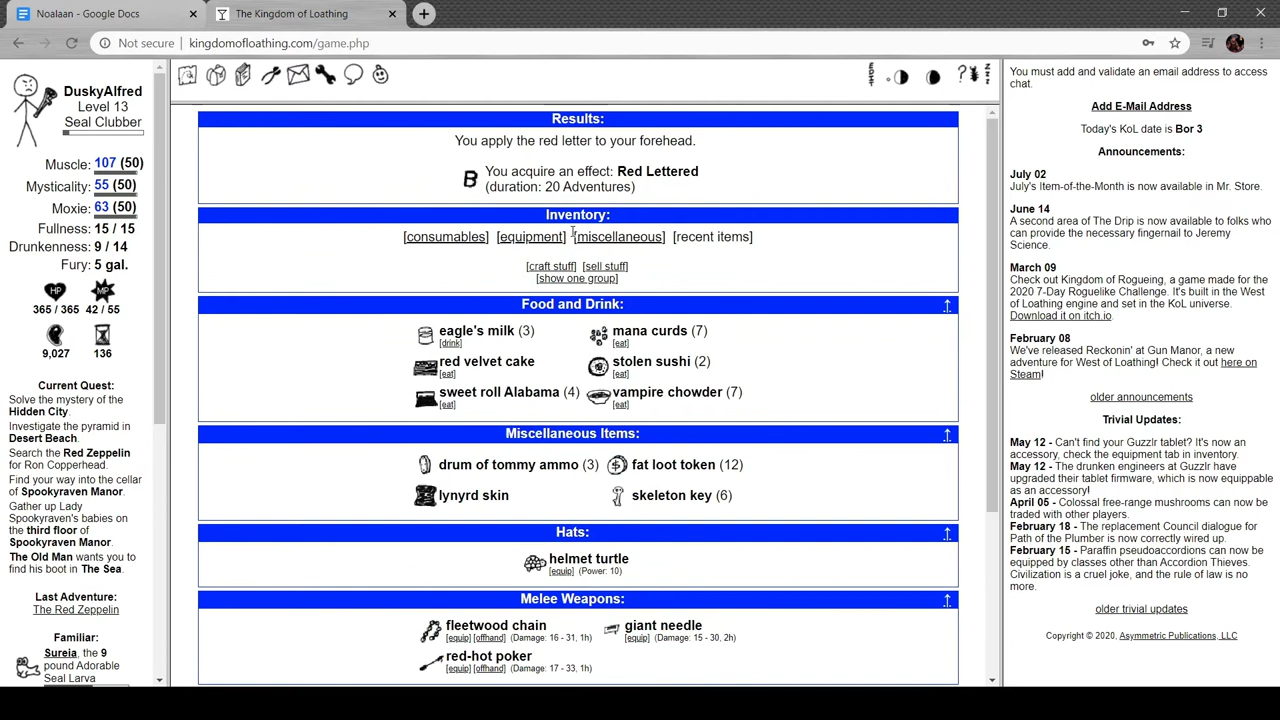 Noalaan - Google Docs
The Kingdom of Loathing
Not secure
kingdomofloathing.com/game.php
DuskyAlfred
Level 13
Seal Clubber
Muscle: 107 (50)
Mysticality: 55 (50)
Moxie: 63 (50)
Fullness: 15 / 15
Drunkenness: 9 / 14
Fury: 5 gal.
HP
MP
365 / 365
42 / 55
9,027
136
Current Quest:
Solve the mystery of the
Hidden City.
Investigate the pyramid in
Desert Beach.
Search the Red Zeppelin
for Ron Copperhead.
Find your way into the cellar
of Spookyraven Manor.
Gather up Lady
Spookyraven's babies on
the third floor of
Spookyraven Manor.
The Old Man wants you to
find his boot in The Sea.
Last Adventure:
The Red Zeppelin
Familiar:
Sureia, the 9
pound Adorable
Seal Larva
Results:
You apply the red letter to your forehead.
B
You acquire an effect: Red Lettered
(duration: 20 Adventures)
Inventory:
[consumables] [equipment] [miscellaneous] [recent items]
[craft stuff] [sell stuff]
[show one group]
Food and Drink:
eagle's milk (3)
[drink]
mana curds (7)
[eat]
red velvet cake
[eat]
stolen sushi (2)
[eat]
sweet roll Alabama (4)
[eat]
vampire chowder (7)
[eat]
Miscellaneous Items:
drum of tommy ammo (3)
fat loot token (12)
lynyrd skin
skeleton key (6)
Hats:
helmet turtle
[equip] (Power: 10)
Melee Weapons:
fleetwood chain
[equip] [offhand] (Damage: 16 - 31, 1h)
giant needle
[equip] (Damage: 15 - 30, 2h)
red-hot poker
[equip] [offhand] (Damage: 17 - 33, 1h)
You must add and validate an email address to access
chat.
Add E-Mail Address
Today's KoL date is Bor 3
Announcements:
July 02
July's Item-of-the-Month is now available in Mr. Store.
June 14
A second area of The Drip is now available to folks who
can provide the necessary fingernail to Jeremy
Science.
March 09
Check out Kingdom of Rogueing, a game made for the
2020 7-Day Roguelike Challenge. It's built in the West
of Loathing engine and set in the KoL universe.
Download it on itch.io.
February 08
We've released Reckonin' at Gun Manor, a new
adventure for West of Loathing! Check it out here on
Steam!
older announcements
Trivial Updates:
May 12 - Can't find your Guzzlr tablet? It's now an
accessory, check the equipment tab in inventory.
May 12 - The drunken engineers at Guzzlr have
upgraded their tablet firmware, which is now equippable
as an accessory!
April 05 - Colossal free-range mushrooms can now be
traded with other players.
February 18 - The replacement Council dialogue for
Path of the Plumber is now correctly wired up.
February 15 - Paraffin pseudoaccordions can now be
equipped by classes other than Accordion Thieves.
Civilization is a cruel joke, and the rule of law is no
more.
older trivial updates
Copyright © 2020, Asymmetric Publications, LLC